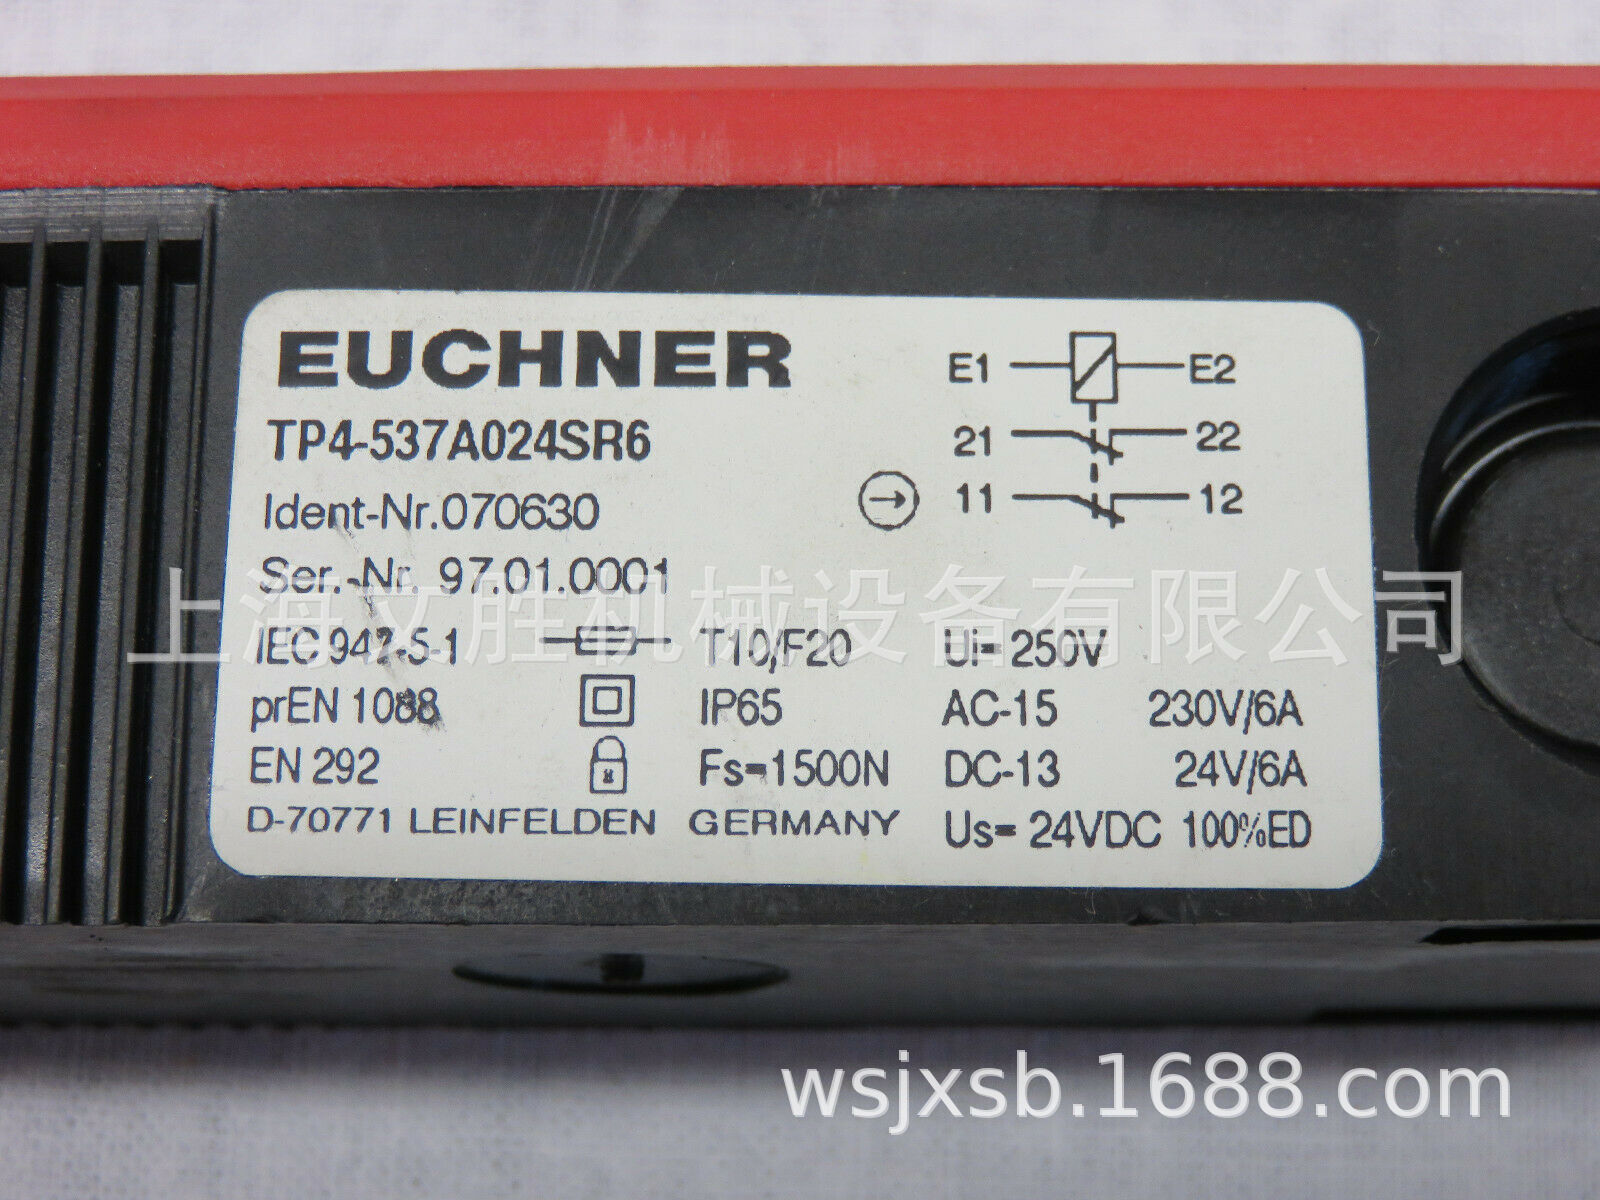 EUCHNER
TP4-537A024SR6
Ident-Nr.070630
Ser.-Nr. 97.01.0001
E1 E2
21 22
11 12
IEC 947-5-1 T10/F20 Ui= 250V
prEN 1088 IP65 AC-15 230V/6A
EN 292 Fs=1500N DC-13 24V/6A
D-70771 LEINFELDEN GERMANY Us= 24VDC 100%ED
上海文胜机械设备有限公司
wsjxsb.1688.com